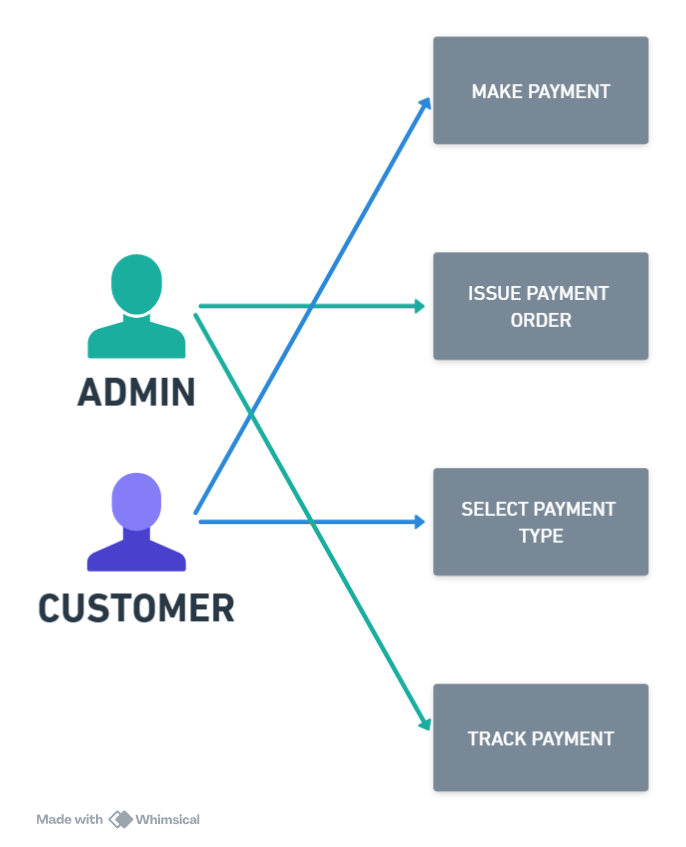 MAKE PAYMENT
ISSUE PAYMENT
ORDER
ADMIN
SELECT PAYMENT
TYPE
CUSTOMER
TRACK PAYMENT
Made with Whimsical